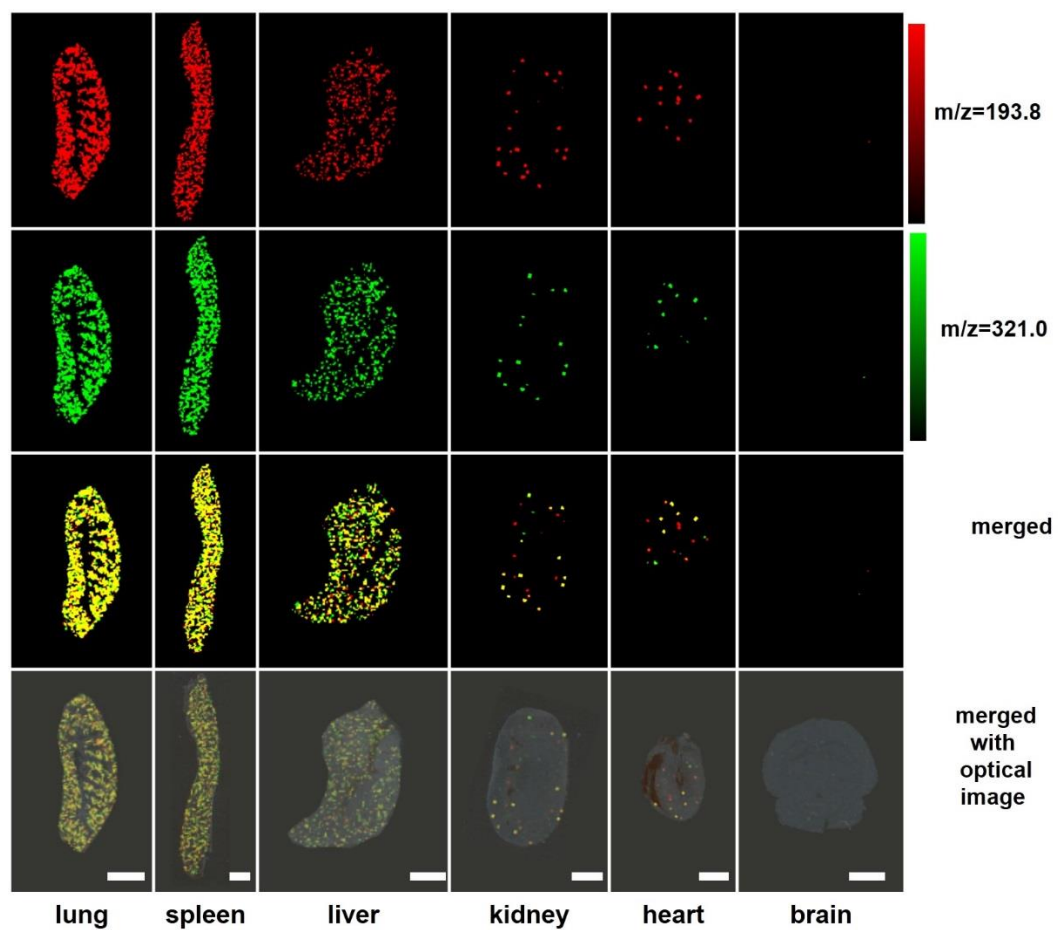 m/z=193.8
m/z=321.0
merged
merged
with
optical
image
lung spleen liver kidney heart brain